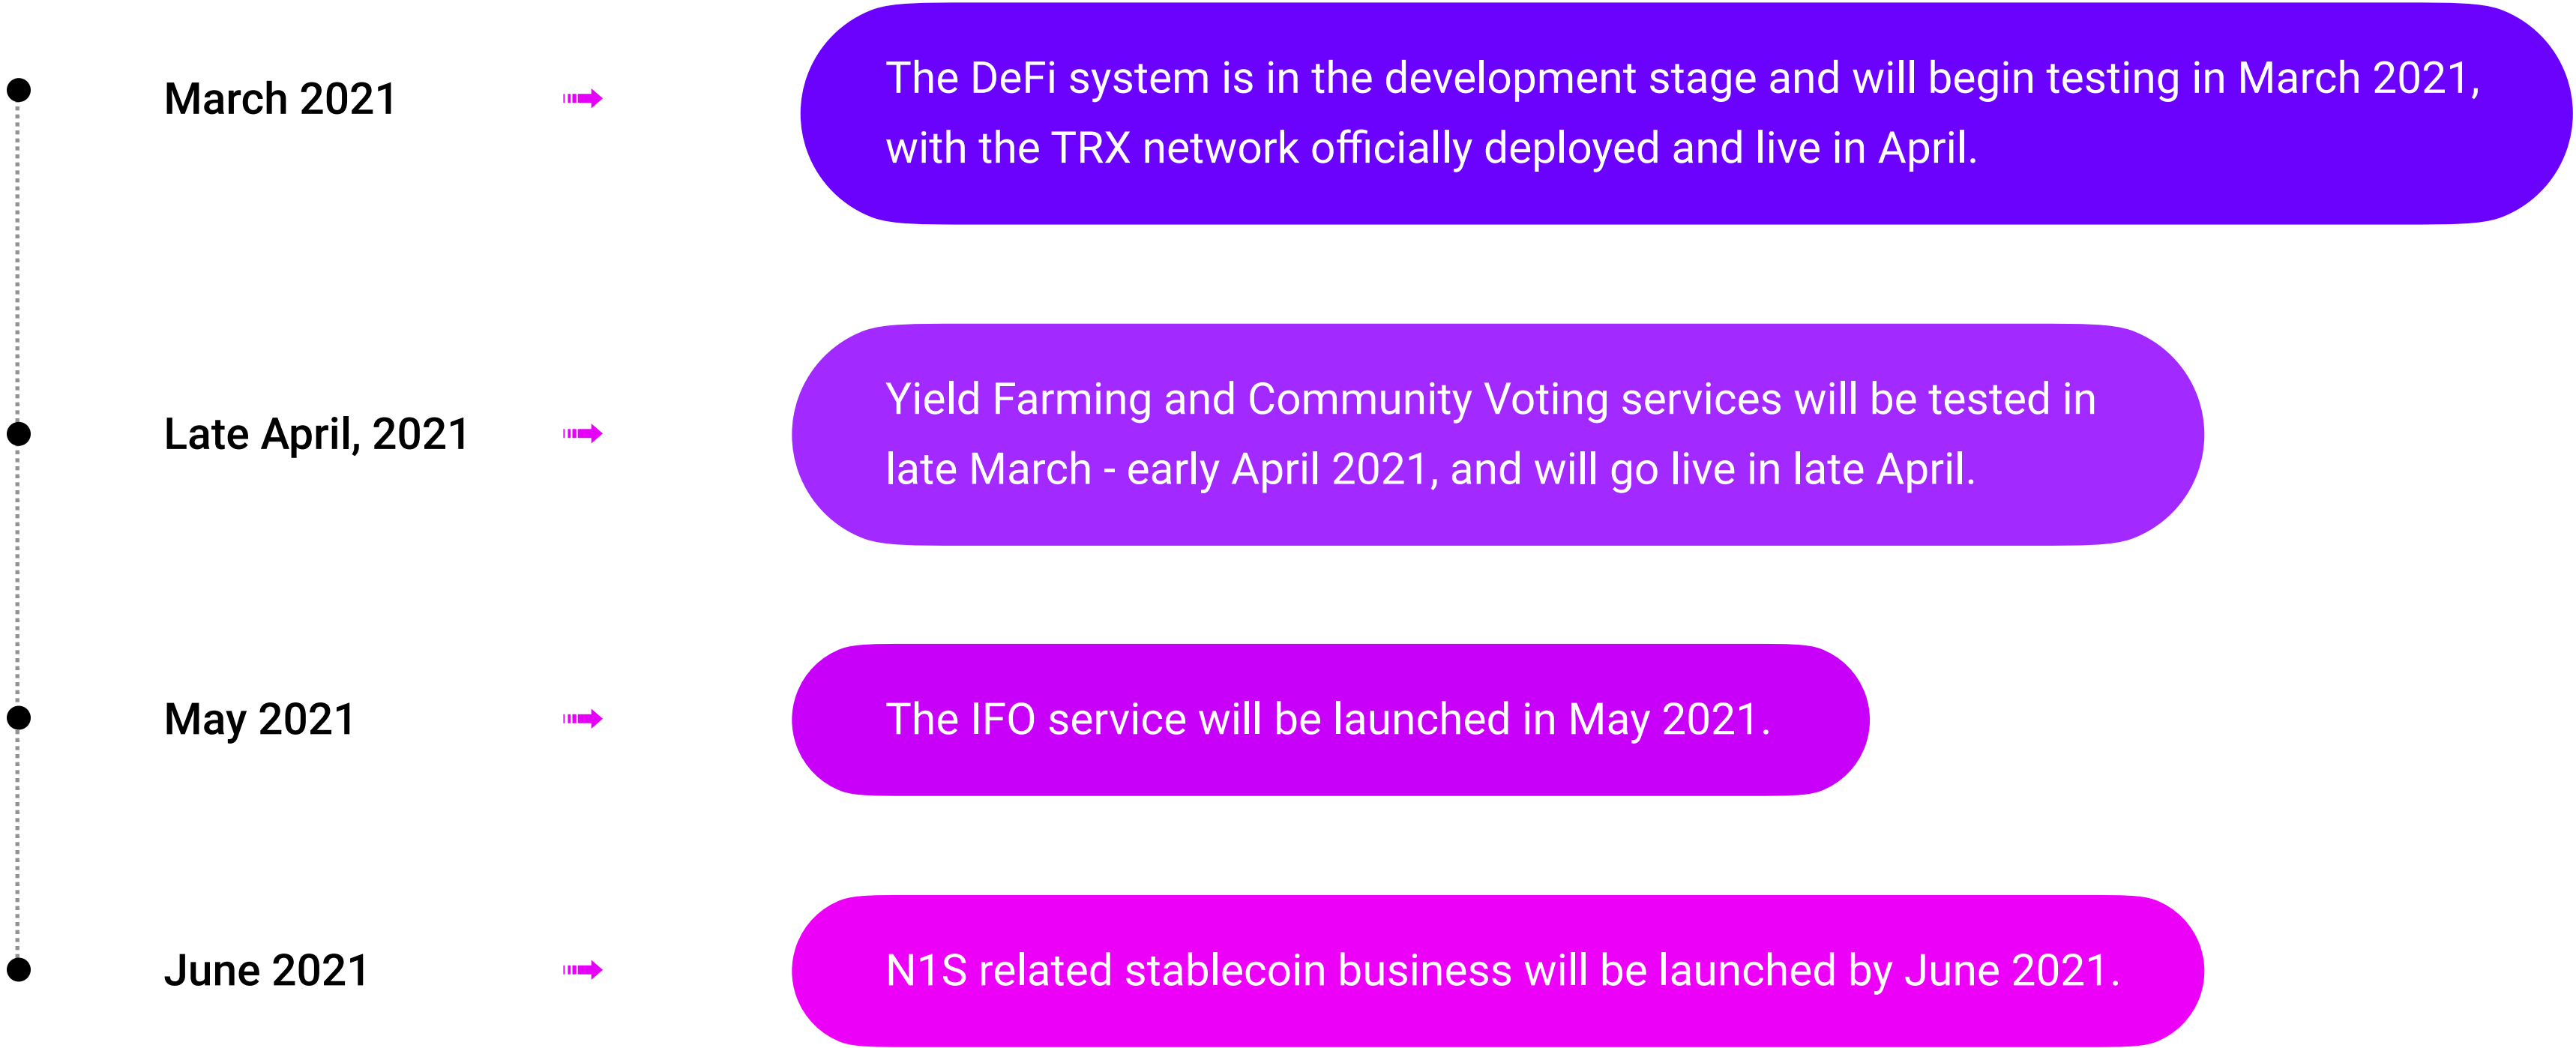 March 2021
The DeFi system is in the development stage and will begin testing in March 2021,
with the TRX network officially deployed and live in April.
Late April, 2021
Yield Farming and Community Voting services will be tested in
late March - early April 2021, and will go live in late April.
May 2021
The IFO service will be launched in May 2021.
June 2021
N1S related stablecoin business will be launched by June 2021.